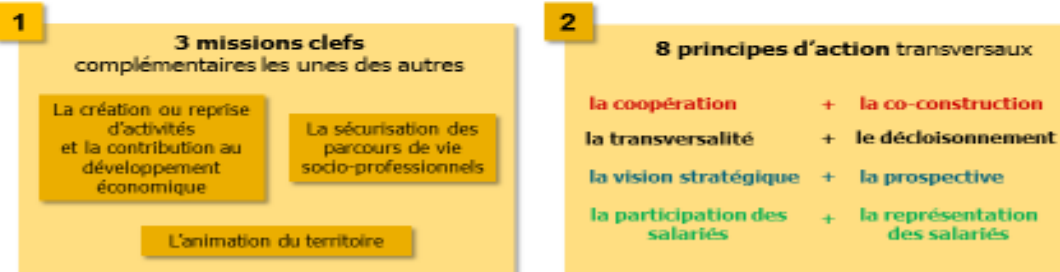 1
3 missions clefs
complémentaires les unes des autres
La création ou reprise
d'activités
et la contribution au
développement
économique
La sécurisation des
parcours de vie
socio-professionnels
L'animation du territoire
2
8 principes d'action transversaux
la coopération + la co-construction
la transversalité + le décloisonnement
la vision stratégique + la prospective
la participation des salariés + la représentation des salariés